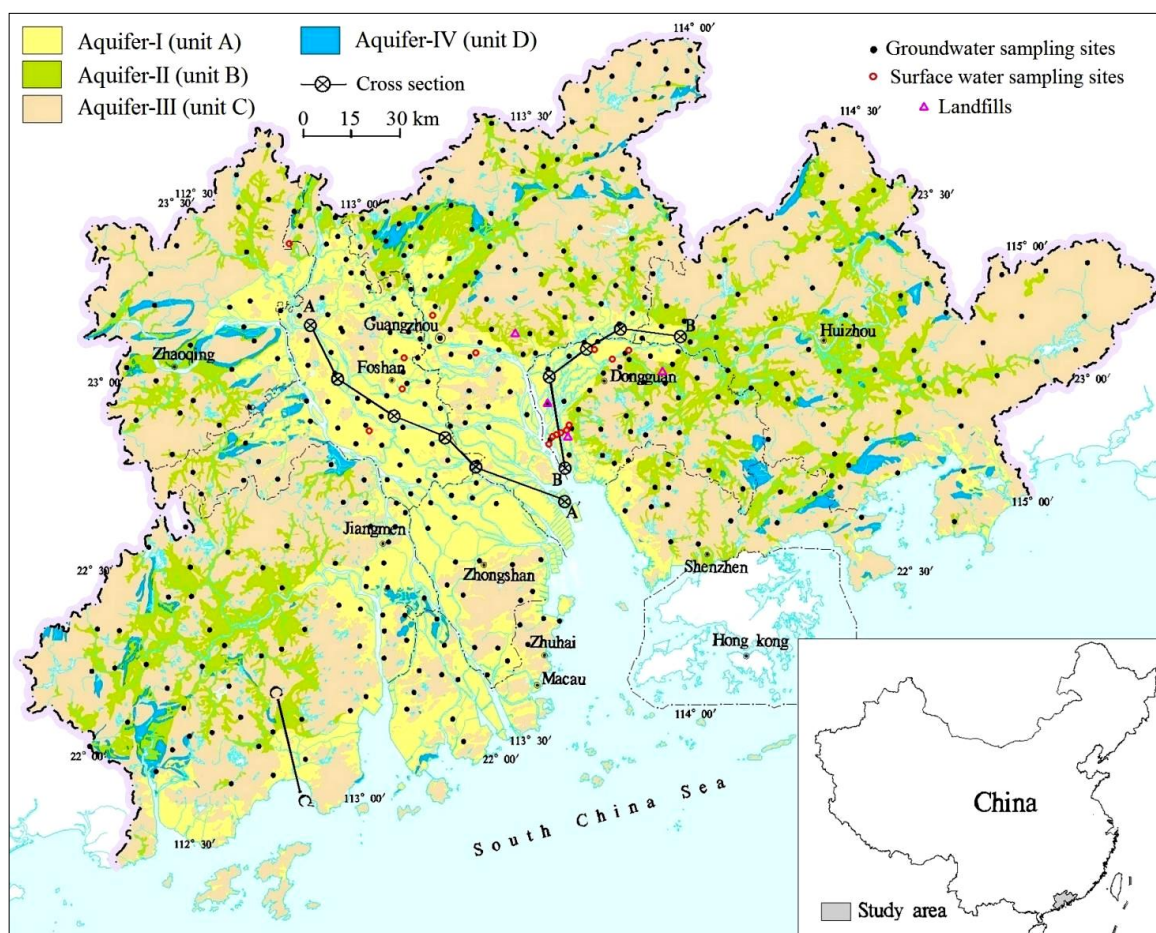 Aquifer-I (unit A)
Aquifer-II (unit B)
Aquifer-III (unit C)
Aquifer-IV (unit D)
Cross section
0 15 30 km
Groundwater sampling sites
Surface water sampling sites
Landfills
114° 00′
113° 30′
114° 30′
112° 30′
23° 30′
113° 00′
23° 30′
115° 00′
A
Guangzhou
B
Huizhou
Zhaoqing
Foshan
Dongguan
23° 00′
23° 00′
B
A′
115° 00′
Jiangmen
22° 30′
Zhongshan
Shenzhen
22° 30′
Zhuhai
Hong kong
Macau
C
114° 00′
113° 30′
22° 00′
22° 00′
C′
113° 00′
112° 30′
South China Sea
China
Study area